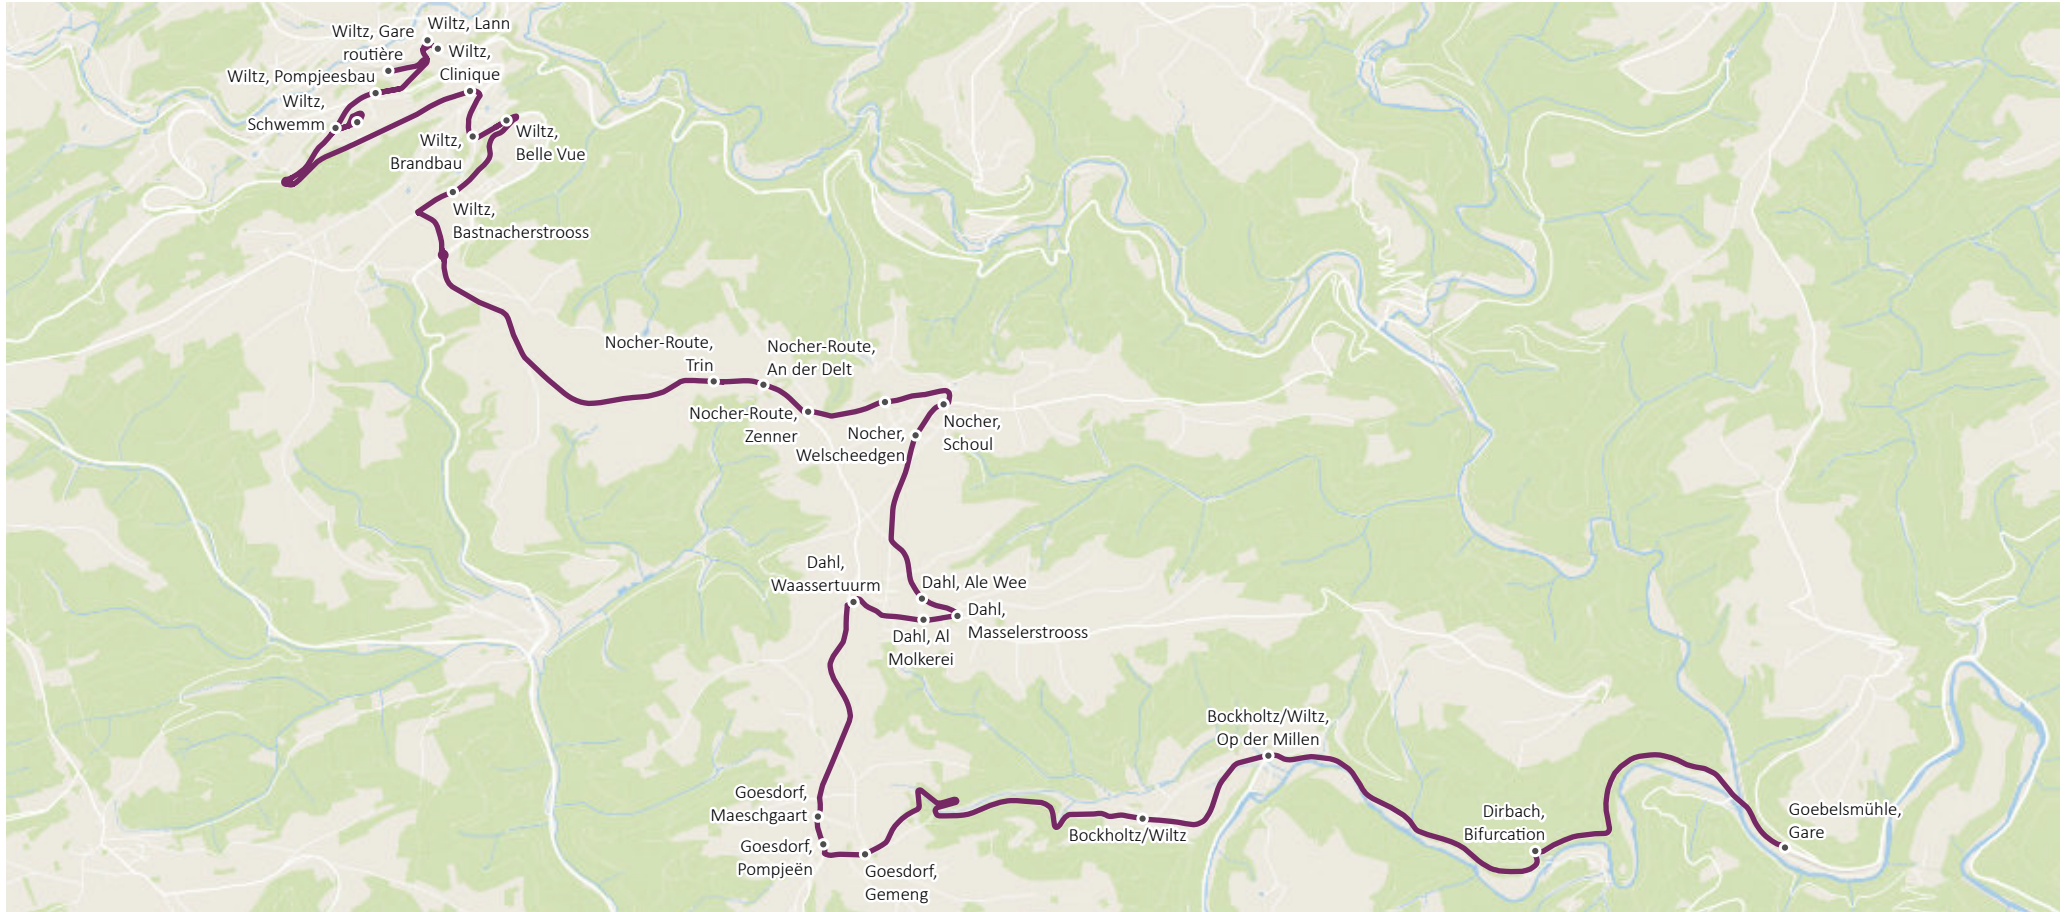 Wiltz, Lann
Wiltz, Gare
routière
Wiltz,
Clinique
Wiltz, Pompjeesbau
Wiltz,
Schwemm
Wiltz,
Brandbau
Wiltz,
Belle Vue
Wiltz,
Bastnacherstrooss
Nocher-Route,
Trin
Nocher-Route,
An der Delt
Nocher-Route,
Zenner
Nocher,
Welscheedgen
Nocher,
Schoul
Dahl,
Waassertuurm
Dahl, Ale Wee
Dahl,
Masselerstrooss
Dahl, Al
Molkerei
Goesdorf,
Maeschgaart
Goesdorf,
Pompjeën
Goesdorf,
Gemeng
Bockholtz/Wiltz
Bockholtz/Wiltz,
Op der Millen
Dirbach,
Bifurcation
Goebelsmühle,
Gare